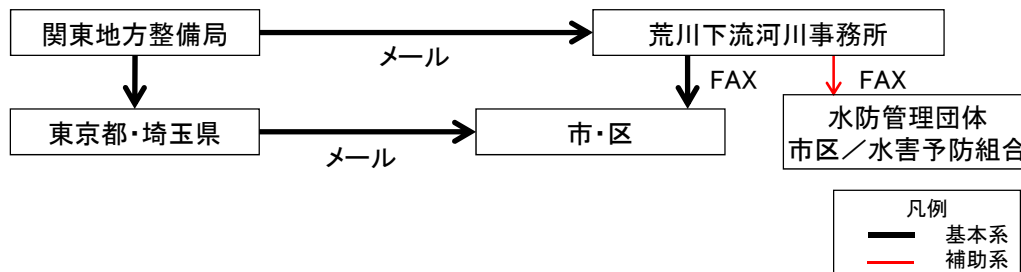 関東地方整備局
メール
荒川下流河川事務所
FAX
FAX
東京都・埼玉県
メール
市・区
水防管理団体
市区／水害予防組合
凡例
基本系
補助系